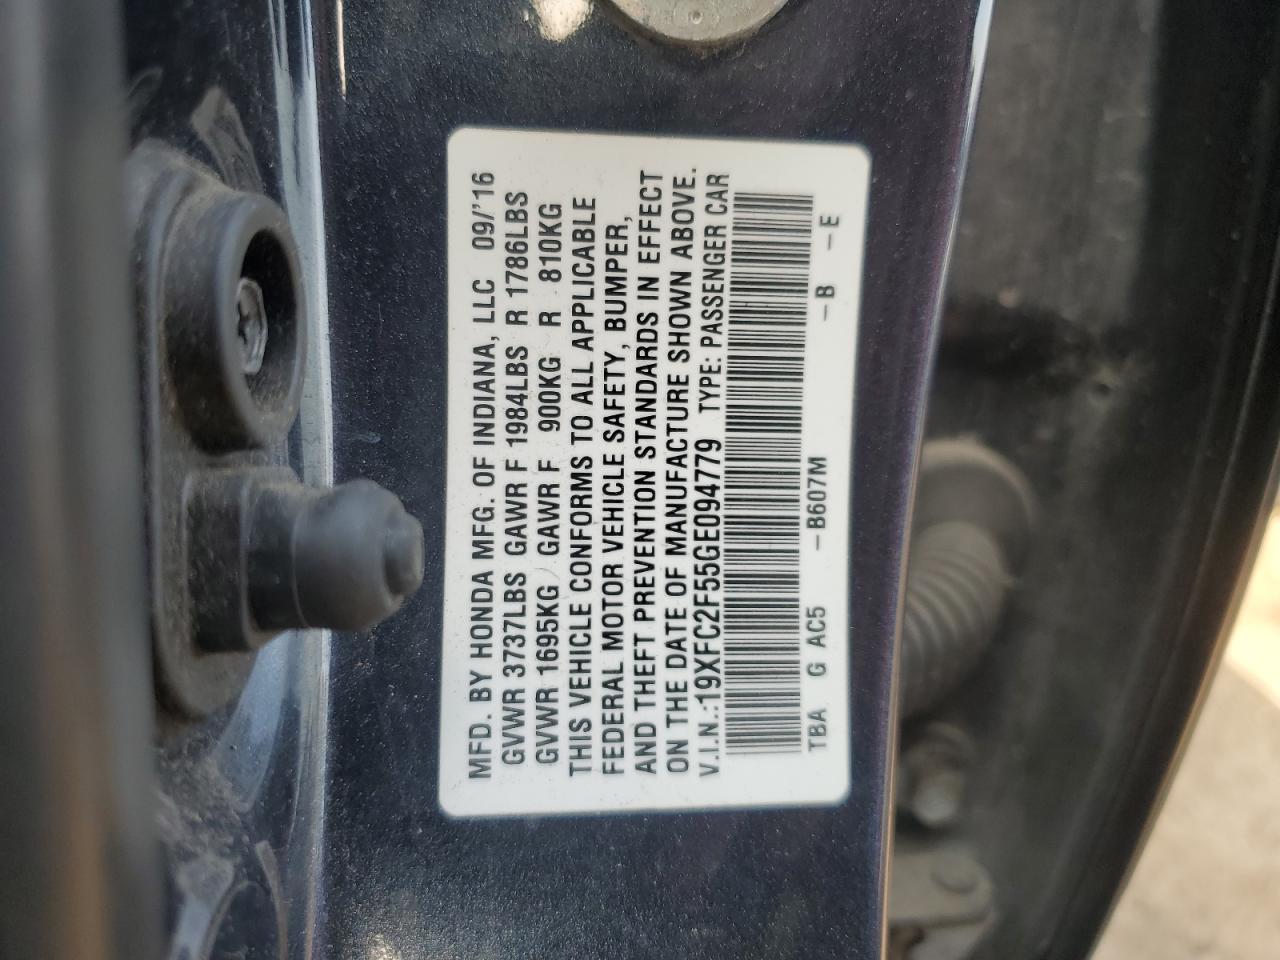 MFD. BY HONDA MFG. OF INDIANA, LLC 09/'16
GVWR 3737LBS GAWR F 1984LBS R 1786LBS
GVWR 1695KG GAWR F 900KG R 810KG
THIS VEHICLE CONFORMS TO ALL APPLICABLE
FEDERAL MOTOR VEHICLE SAFETY, BUMPER,
AND THEFT PREVENTION STANDARDS IN EFFECT
ON THE DATE OF MANUFACTURE SHOWN ABOVE.
V.I.N.:19XFC2F55GE094779 TYPE: PASSENGER CAR
TBA G AC5 -B607M -B -E